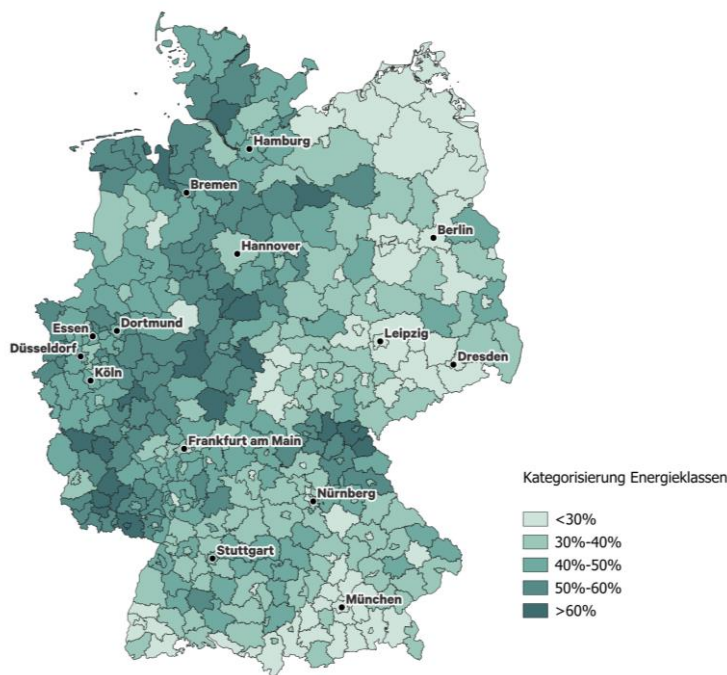 Hamburg
Bremen
Berlin
Hannover
Essen
Dortmund
Düsseldorf
Leipzig
Dresden
Köln
Frankfurt am Main
Kategorisierung Energieklassen
Nürnberg
<30%
30%-40%
40%-50%
Stuttgart
50%-60%
München
>60%